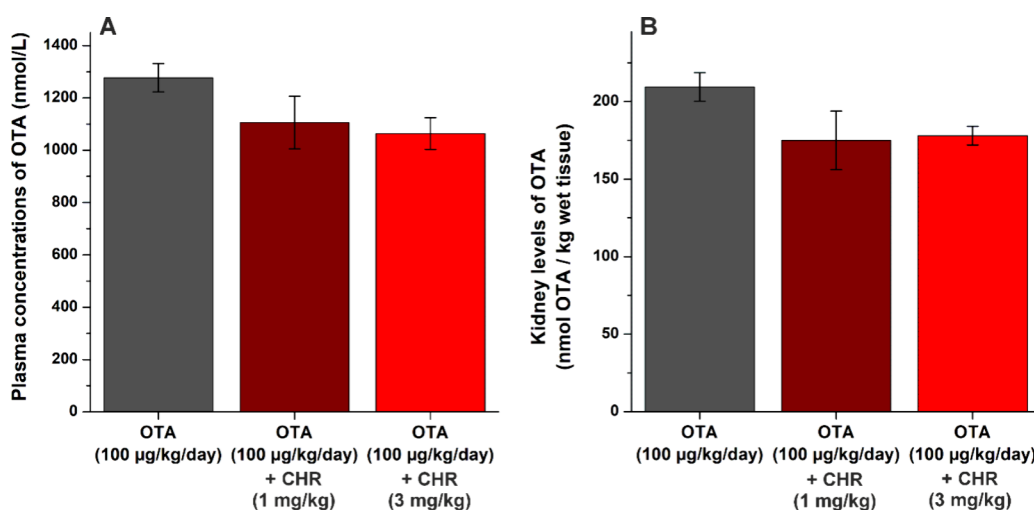 A
Plasma concentrations of OTA (nmol/L)
1400
1200
1000
800
600
400
200
0
OTA
(100 µg/kg/day)
OTA
(100 µg/kg/day)
+ CHR
(1 mg/kg)
OTA
(100 µg/kg/day)
+ CHR
(3 mg/kg)
B
Kidney levels of OTA
(nmol OTA / kg wet tissue)
200
150
100
50
0
OTA
(100 µg/kg/day)
OTA
(100 µg/kg/day)
+ CHR
(1 mg/kg)
OTA
(100 µg/kg/day)
+ CHR
(3 mg/kg)